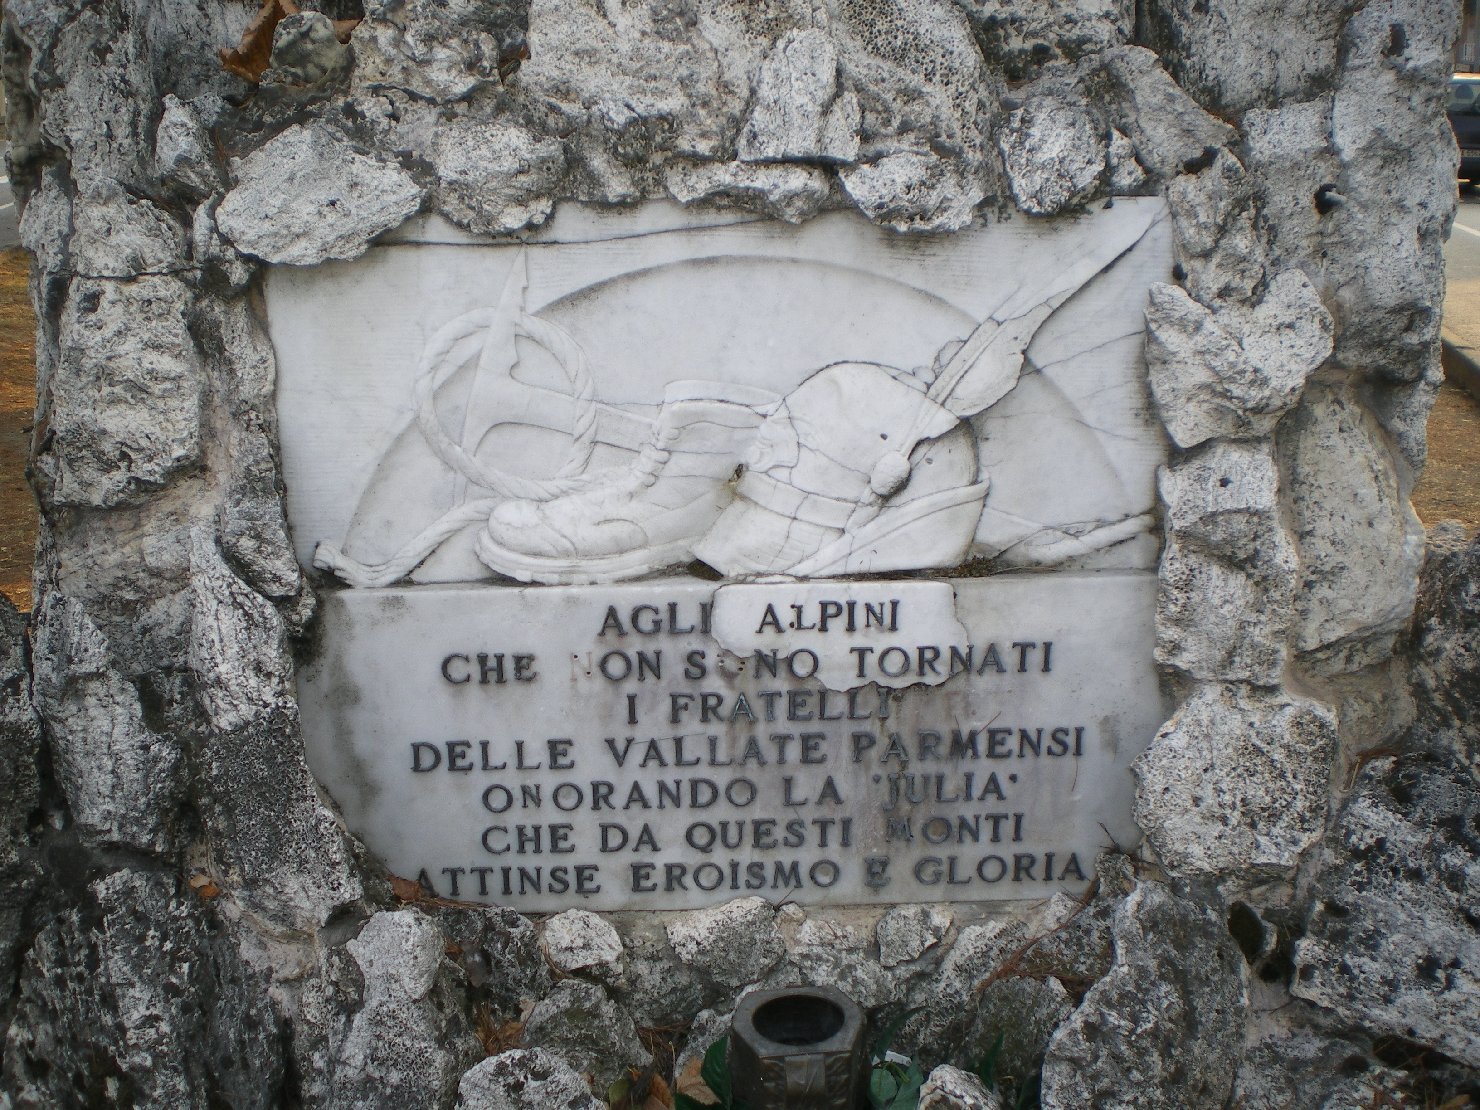 AGLI ALPINI
CHE NON SONO TORNATI
I FRATELLI
DELLE VALLATE PARMENSI
ONORANDO LA "JULIA"
CHE DA QUESTI MONTI
ATTINSE EROISMO E GLORIA